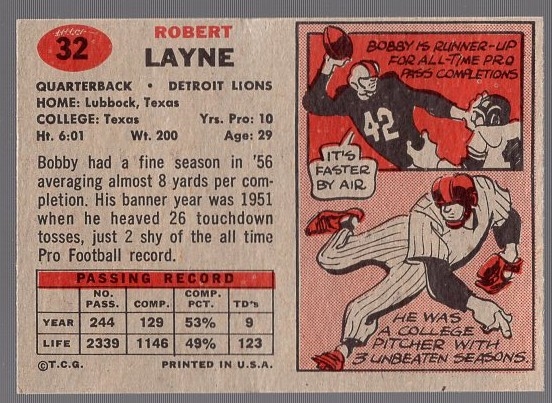 32
ROBERT
LAYNE
QUARTERBACK • DETROIT LIONS
HOME: Lubbock, Texas
COLLEGE: Texas Yrs. Pro: 10
Ht. 6:01 Wt. 200 Age: 29
Bobby had a fine season in '56
averaging almost 8 yards per com-
pletion. His banner year was 1951
when he heaved 26 touchdown
tosses, just 2 shy of the all time
Pro Football record.
PASSING RECORD
NO. PASS. COMP. COMP. PCT. TD's
YEAR 244 129 53% 9
LIFE 2339 1146 49% 123
©T.C.G. PRINTED IN U.S.A.
BOBBY IS RUNNER-UP
FOR ALL-TIME PRO
PASS COMPLETIONS
42
IT'S
FASTER
BY AIR
HE WAS
A COLLEGE
PITCHER WITH
3 UNBEATEN SEASONS.